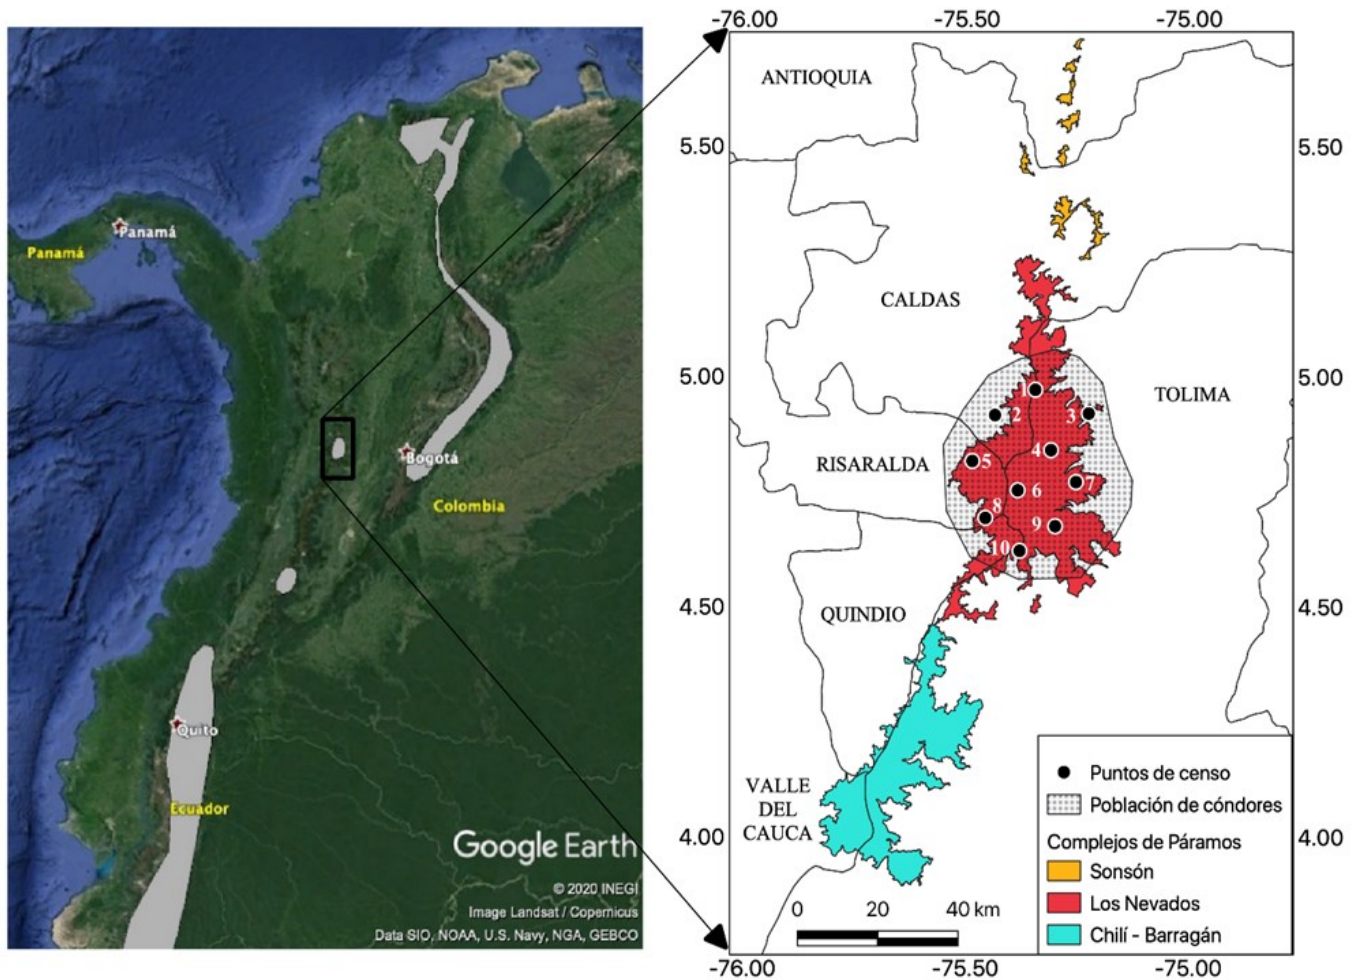 Panamá
Panamá
Bogotá
Colombia
Quito
Ecuador
Google Earth
© 2020 INEGI
Image Landsat / Copernicus
Data SIO, NOAA, U.S. Navy, NGA, GEBCO
-76.00 -75.50 -75.00
ANTIOQUIA
5.50 5.50
CALDAS
5.00 5.00
TOLIMA
1
2
3
4
RISARALDA
5
6
7
8
9
10
QUINDIO
4.50 4.50
VALLE
DEL
CAUCA
4.00 4.00
Puntos de censo
Población de cóndores
Complejos de Páramos
Sonsón
Los Nevados
Chilí - Barragán
0 20 40 km
-76.00 -75.50 -75.00